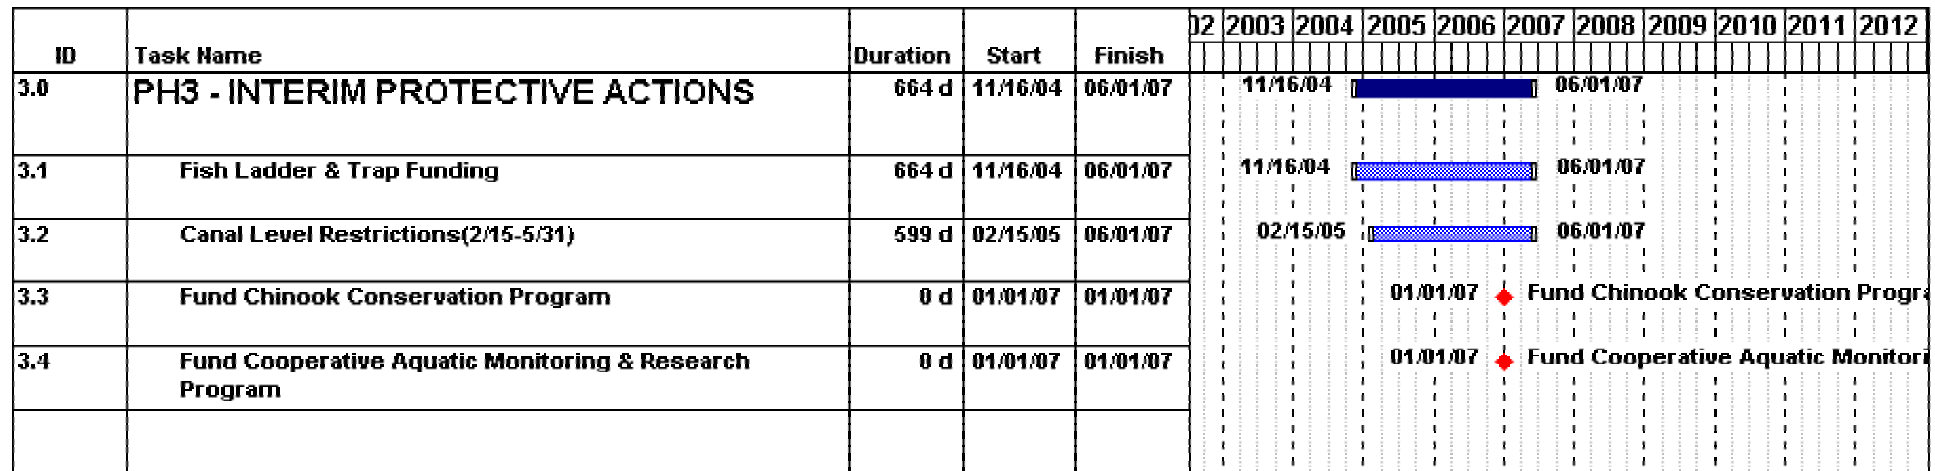 02 2003 2004 2005 2006 2007 2008 2009 2010 2011 2012
ID Task Name Duration Start Finish
3.0 PH3 - INTERIM PROTECTIVE ACTIONS 664 d 11/16/04 06/01/07 11/16/04 06/01/07
3.1 Fish Ladder & Trap Funding 664 d 11/16/04 06/01/07 11/16/04 06/01/07
3.2 Canal Level Restrictions(2/15-5/31) 599 d 02/15/05 06/01/07 02/15/05 06/01/07
3.3 Fund Chinook Conservation Program 0 d 01/01/07 01/01/07 01/01/07 Fund Chinook Conservation Progra
3.4 Fund Cooperative Aquatic Monitoring & Research 0 d 01/01/07 01/01/07 01/01/07 Fund Cooperative Aquatic Monitori
Program